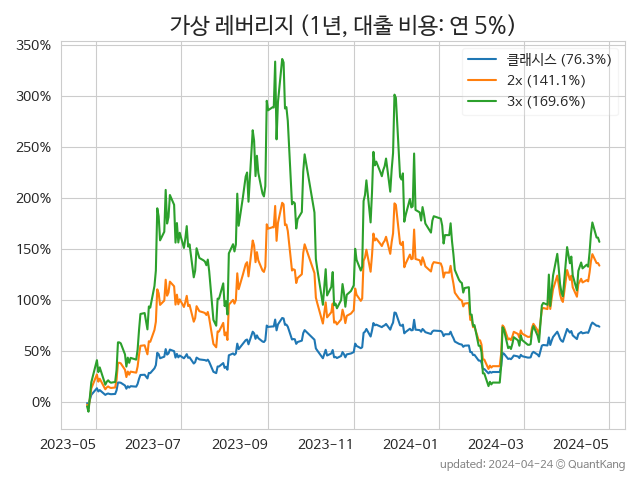 가상 레버리지 (1년, 대출 비용: 연 5%)
350%
300%
250%
200%
150%
100%
50%
0%
클래시스 (76.3%)
2x (141.1%)
3x (169.6%)
2023-05 2023-07 2023-09 2023-11 2024-01 2024-03 2024-05
updated: 2024-04-24 © QuantKang